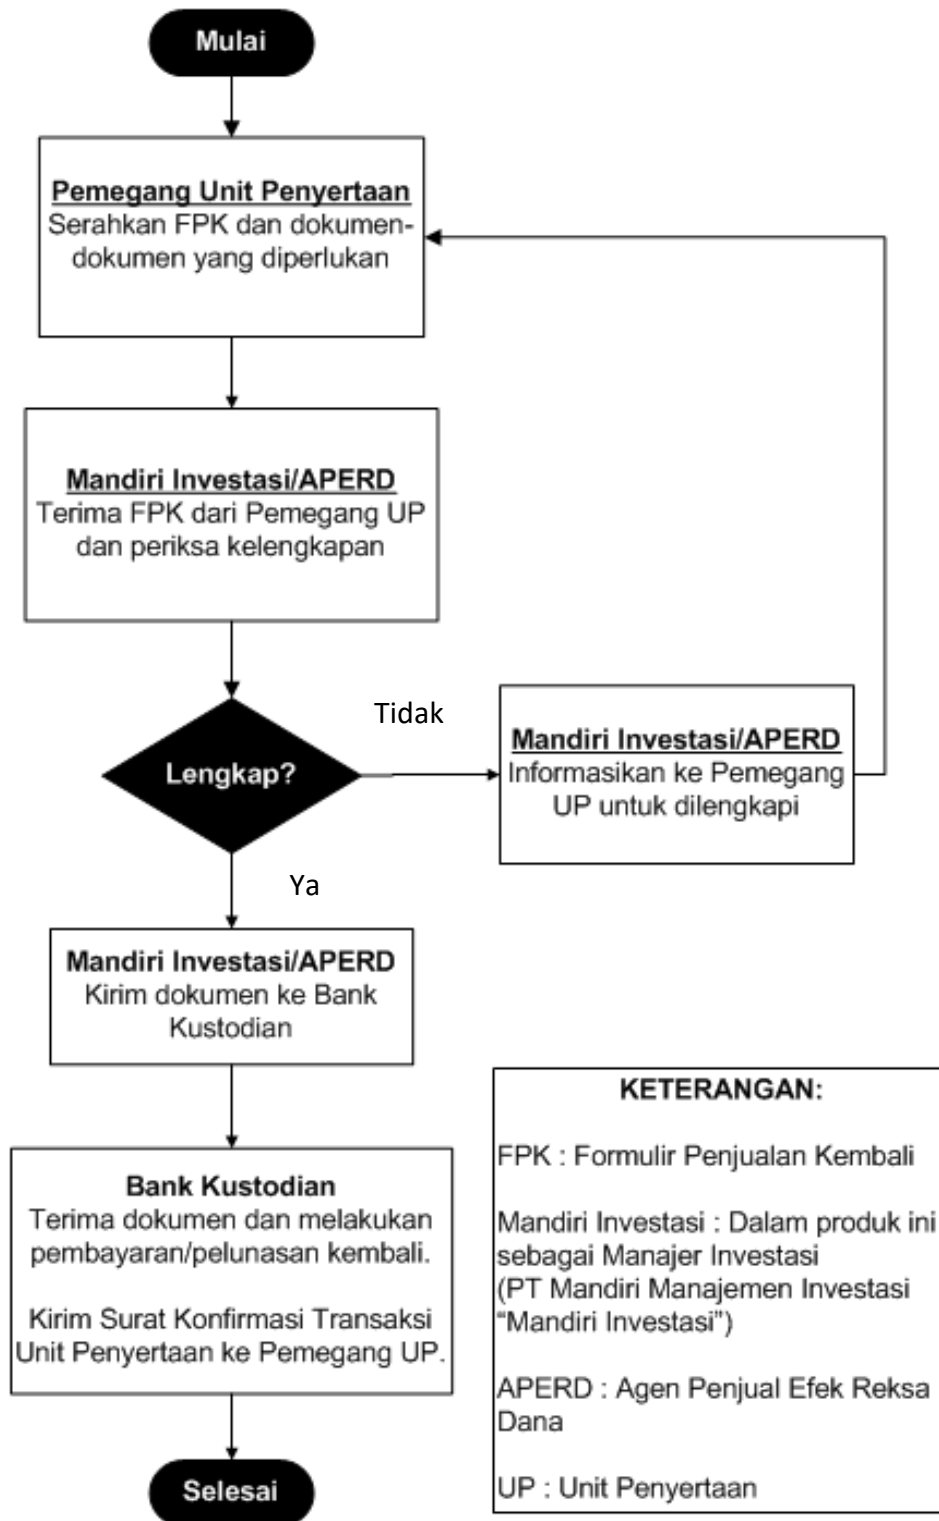 Mulai
Pemegang Unit Penyertaan
Serahkan FPK dan dokumen-
dokumen yang diperlukan
Mandiri Investasi/APERD
Terima FPK dari Pemegang UP
dan periksa kelengkapan
Lengkap?
Tidak
Mandiri Investasi/APERD
Informasikan ke Pemegang
UP untuk dilengkapi
Ya
Mandiri Investasi/APERD
Kirim dokumen ke Bank
Kustodian
Bank Kustodian
Terima dokumen dan melakukan
pembayaran/pelunasan kembali.
Kirim Surat Konfirmasi Transaksi
Unit Penyertaan ke Pemegang UP.
Selesai
KETERANGAN:
FPK : Formulir Penjualan Kembali
Mandiri Investasi : Dalam produk ini
sebagai Manajer Investasi
(PT Mandiri Manajemen Investasi
“Mandiri Investasi”)
APERD : Agen Penjual Efek Reksa
Dana
UP : Unit Penyertaan